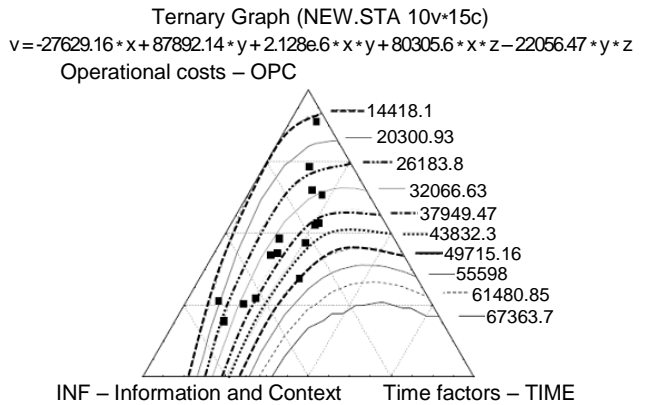 Ternary Graph (NEW.STA 10v*15c)
v=-27629.16*x+87892.14*y+2.128e.6*x*y+80305.6*x*z–22056.47*y*z
Operational costs – OPC
14418.1
20300.93
26183.8
32066.63
37949.47
43832.3
49715.16
55598
61480.85
67363.7
INF – Information and Context Time factors – TIME